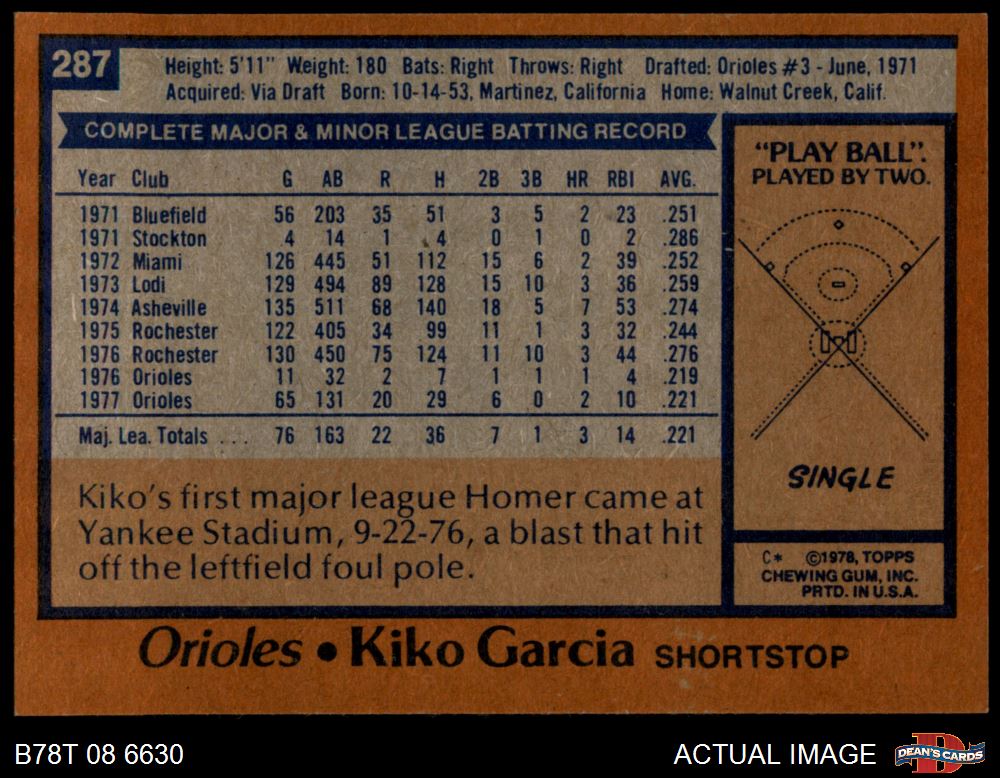 287
Height: 5'11" Weight: 180 Bats: Right Throws: Right Drafted: Orioles #3 - June, 1971
Acquired: Via Draft Born: 10-14-53, Martinez, California Home: Walnut Creek, Calif.
COMPLETE MAJOR & MINOR LEAGUE BATTING RECORD
Year Club G AB R H 2B 3B HR RBI AVG.
1971 Bluefield 56 203 35 51 3 5 2 23 .251
1971 Stockton 4 14 1 4 0 1 0 2 .286
1972 Miami 126 445 51 112 15 6 2 39 .252
1973 Lodi 129 494 89 128 15 10 3 36 .259
1974 Asheville 135 511 68 140 18 5 7 53 .274
1975 Rochester 122 405 34 99 11 1 3 32 .244
1976 Rochester 130 450 75 124 11 10 3 44 .276
1976 Orioles 11 32 2 7 1 1 1 4 .219
1977 Orioles 65 131 20 29 6 0 2 10 .221
Maj. Lea. Totals . . . 76 163 22 36 7 1 3 14 .221
Kiko's first major league Homer came at
Yankee Stadium, 9-22-76, a blast that hit
off the leftfield foul pole.
"PLAY BALL".
PLAYED BY TWO.
SINGLE
C* ©1978, TOPPS
CHEWING GUM, INC.
PRTD. IN U.S.A.
Orioles • Kiko Garcia SHORTSTOP
B78T 08 6630
ACTUAL IMAGE
D
DEAN'S CARDS